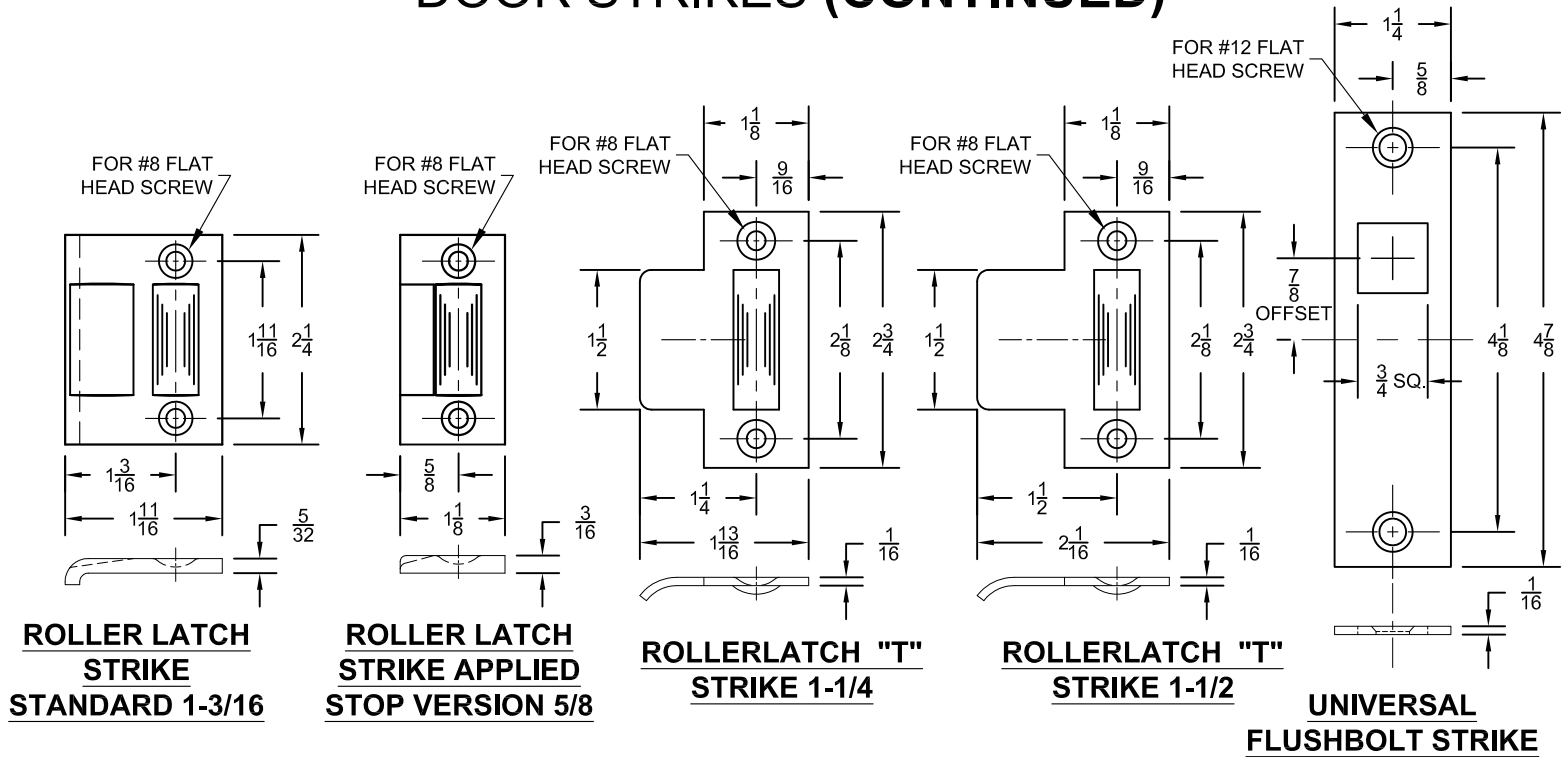 DOOR STRIKES (CONTINUED)
FOR #8 FLAT
HEAD SCREW
1 11/16
2 1/4
1 3/16
1 11/16
5/32
ROLLER LATCH
STRIKE
STANDARD 1-3/16
FOR #8 FLAT
HEAD SCREW
5/8
1 1/8
3/16
ROLLER LATCH
STRIKE APPLIED
STOP VERSION 5/8
1 1/8
FOR #8 FLAT
HEAD SCREW
9/16
1 1/2
2 1/8
2 3/4
1 1/4
1 13/16
1/16
ROLLERLATCH "T"
STRIKE 1-1/4
1 1/8
FOR #8 FLAT
HEAD SCREW
9/16
1 1/2
2 1/8
2 3/4
1 1/2
2 1/16
1/16
ROLLERLATCH "T"
STRIKE 1-1/2
1 1/4
FOR #12 FLAT
HEAD SCREW
5/8
7/8
OFFSET
3/4 SQ.
4 1/8
4 7/8
1/16
UNIVERSAL
FLUSHBOLT STRIKE